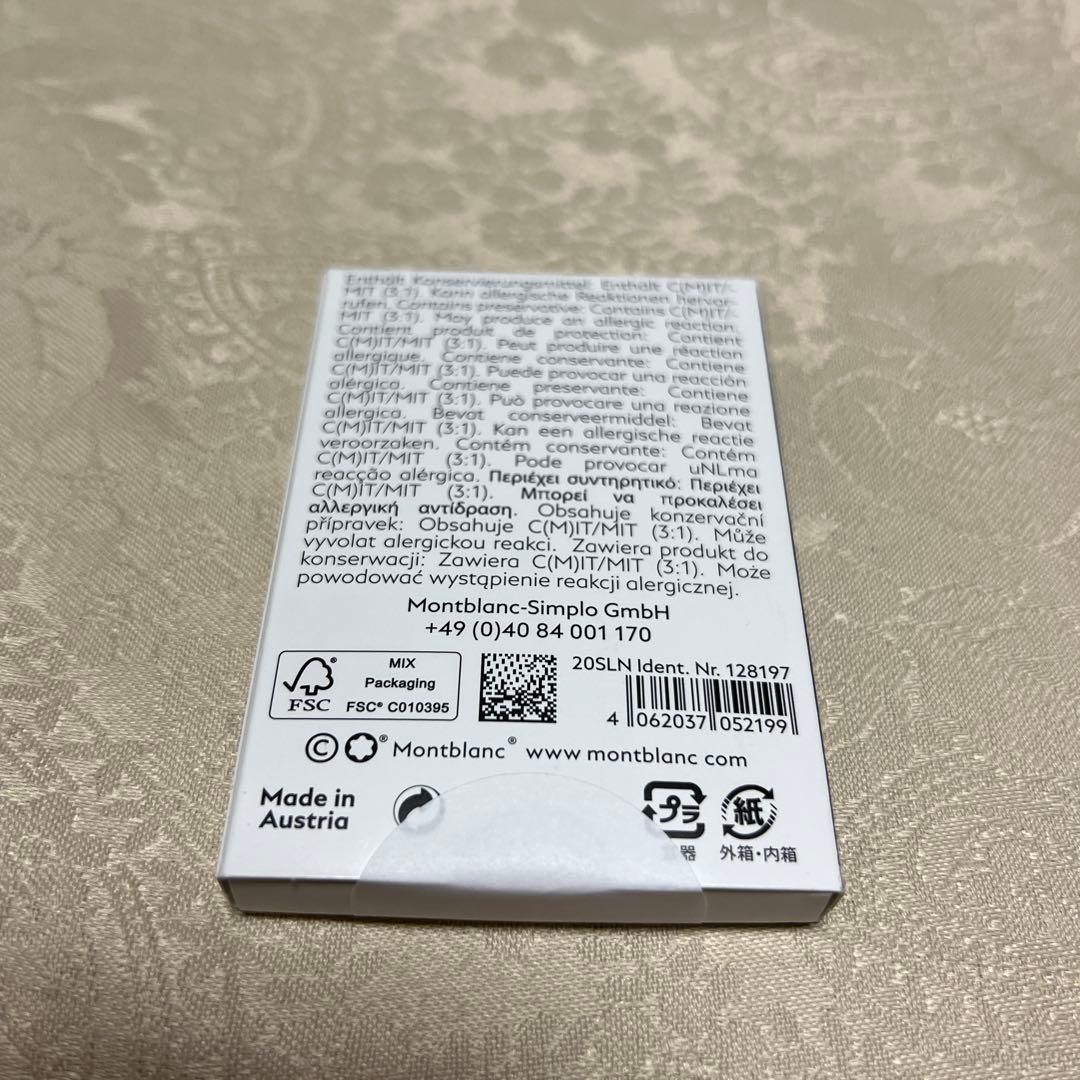 Enthält Konservierungsmittel: Enthält C(M)IT/-
MIT (3:1). Kann allergische Reaktionen hervor-
rufen. Contains preservative: Contains C(M)IT/-
MIT (3:1). May produce an allergic reaction.
Contient produit de protection: Contient
C(M)IT/MIT (3:1). Peut produire une réaction
allergique. Contiene conservante: Contiene
C(M)IT/MIT (3:1). Puede provocar una reacción
alérgica. Contiene preservante: Contiene
C(M)IT/MIT (3:1). Può provocare una reazione
allergica. Bevat conserveermiddel: Bevat
C(M)IT/MIT (3:1). Kan een allergische reactie
veroorzaken. Contém conservante: Contém
C(M)IT/MIT (3:1). Pode provocar uNLma
reacção alérgica. Περιέχει συντηρητικό: Περιέχει
C(M)IT/MIT (3:1). Μπορεί να προκαλέσει
αλλεργική αντίδραση. Obsahuje konzervační
přípravek: Obsahuje C(M)IT/MIT (3:1). Může
vyvolat alergickou reakci. Zawiera produkt do
konserwacji: Zawiera C(M)IT/MIT (3:1). Może
powodować wystąpienie reakcji alergicznej.
Montblanc-Simplo GmbH
+49 (0)40 84 001 170
FSC
MIX
Packaging
FSC® C010395
20SLN Ident. Nr. 128197
4 062037 052199
© ® Montblanc® www montblanc com
Made in
Austria
プラ
器
紙
外箱・内箱